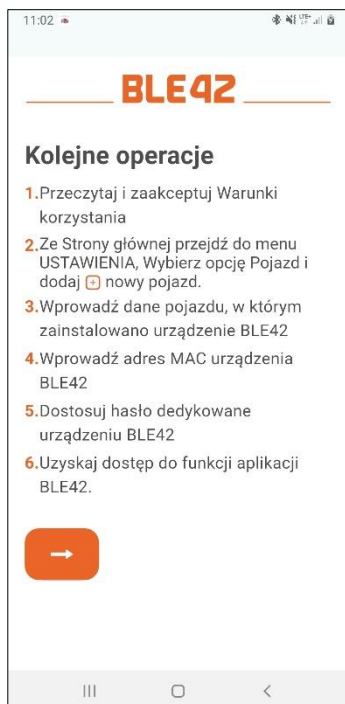 11:02
BLE42
Kolejne operacje
1.Przeczytaj i zaakceptuj Warunki
korzystania
2.Ze Strony głównej przejdź do menu
USTAWIENIA, Wybierz opcję Pojazd i
dodaj nowy pojazd.
3.Wprowadź dane pojazdu, w którym
zainstalowano urządzenie BLE42
4.Wprowadź adres MAC urządzenia
BLE42
5.Dostosuj hasło dedykowane
urządzeniu BLE42
6.Uzyskaj dostęp do funkcji aplikacji
BLE42.